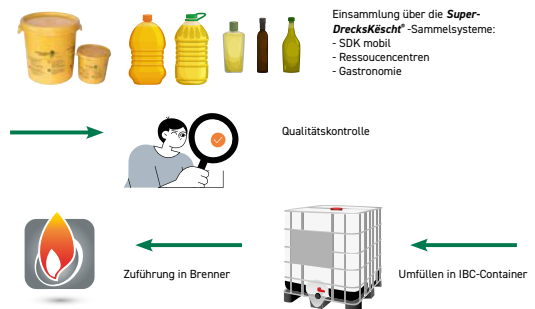 Einsammlung über die Super-
DrecksKëscht® -Sammelsysteme:
- SDK mobil
- Ressoucencentren
- Gastronomie
Qualitätskontrolle
Zuführung in Brenner
Umfüllen in IBC-Container